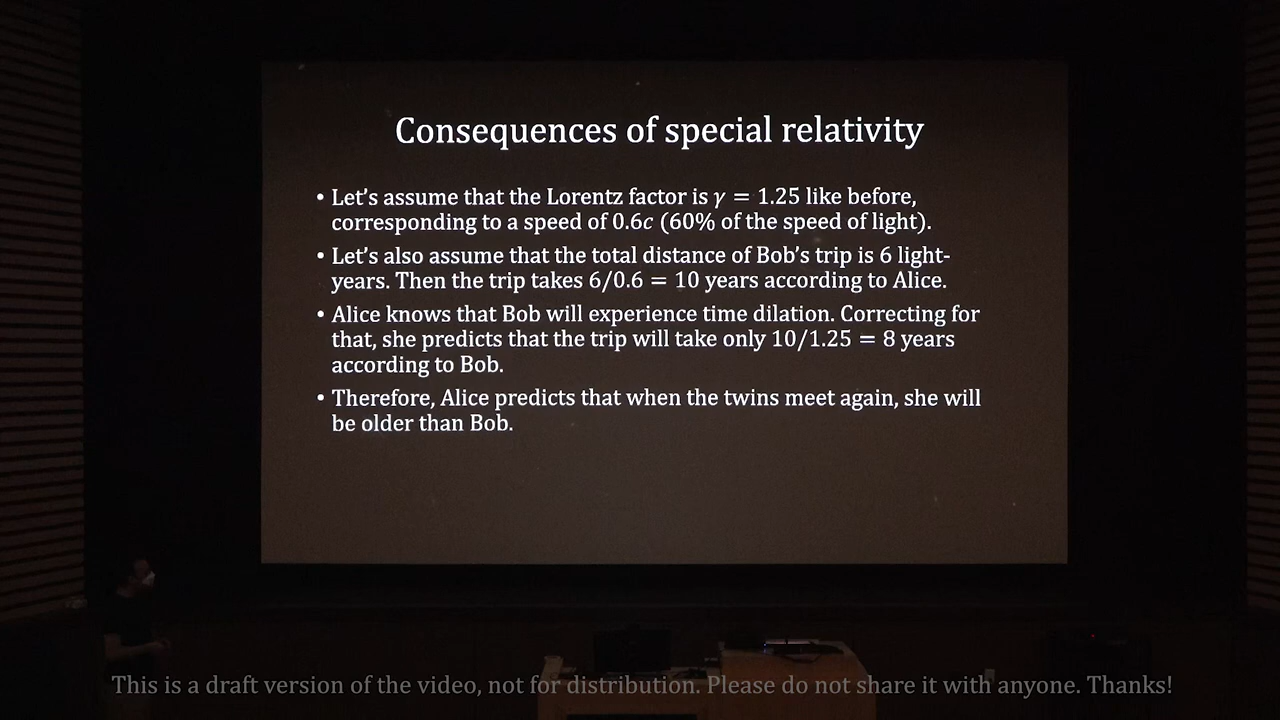 Consequences of special relativity
• Let's assume that the Lorentz factor is γ = 1.25 like before,
corresponding to a speed of 0.6c (60% of the speed of light).
• Let's also assume that the total distance of Bob's trip is 6 light-
years. Then the trip takes 6/0.6 = 10 years according to Alice.
• Alice knows that Bob will experience time dilation. Correcting for
that, she predicts that the trip will take only 10/1.25 = 8 years
according to Bob.
• Therefore, Alice predicts that when the twins meet again, she will
be older than Bob.
This is a draft version of the video, not for distribution. Please do not share it with anyone. Thanks!